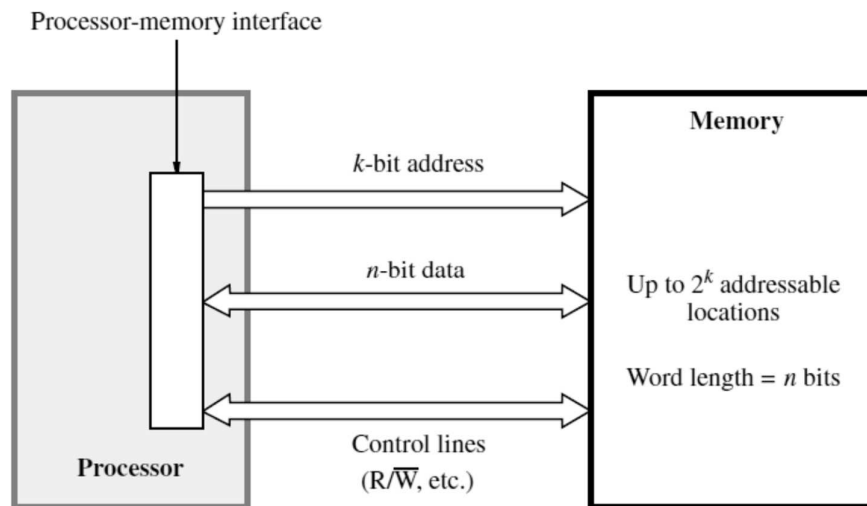 Processor-memory interface
Memory
k-bit address
n-bit data
Up to 2ᵏ addressable
locations
Word length = n bits
Control lines
(R/W̅, etc.)
Processor